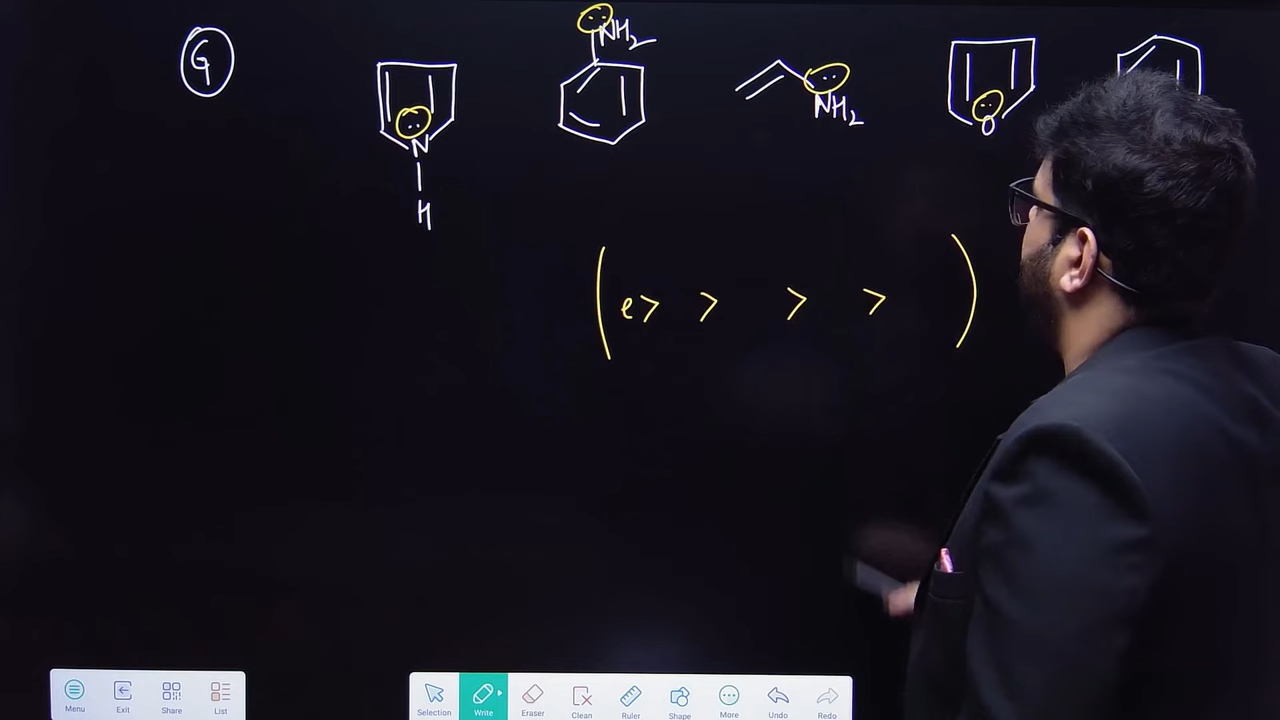 G
N
H
NH2
NH2
O
(e> > > > )
Menu
Exit
Share
List
Selection
Write
Eraser
Clean
Ruler
Shape
More
Undo
Redo